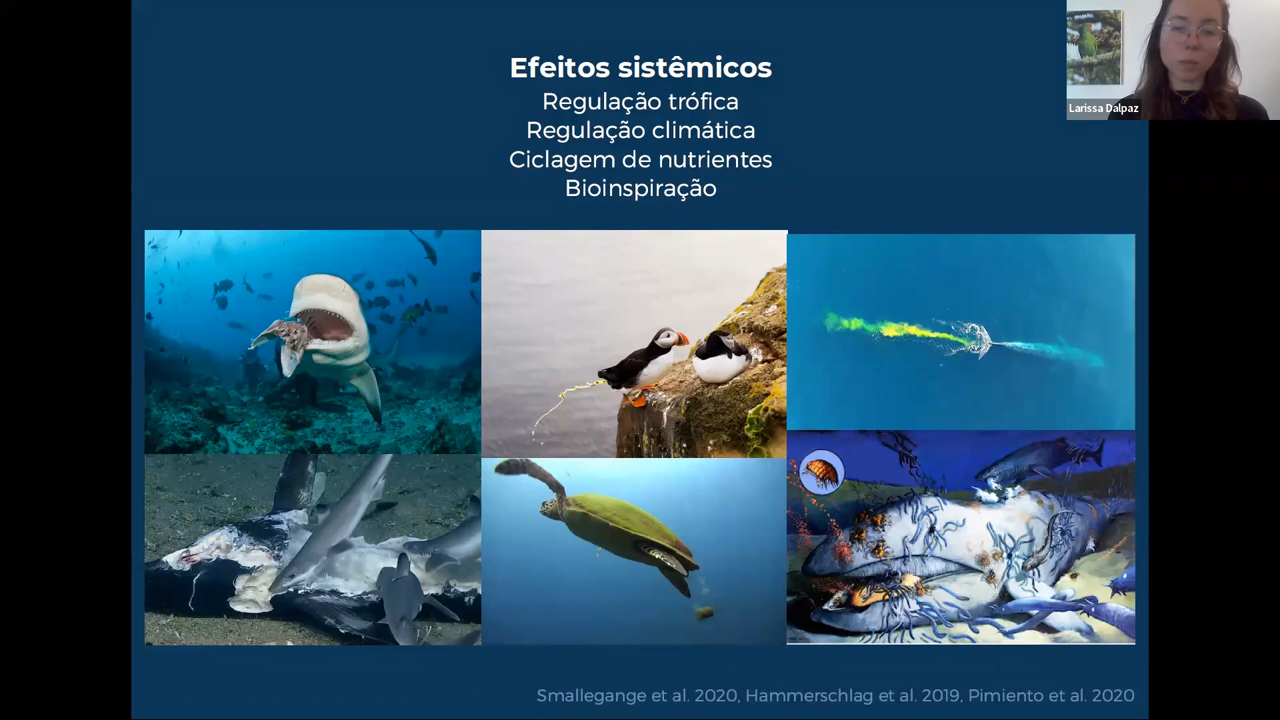 Efeitos sistêmicos
Regulação trófica
Regulação climática
Ciclagem de nutrientes
Bioinspiração
Larissa Dalpaz
Smallegange et al. 2020, Hammerschlag et al. 2019, Pimiento et al. 2020